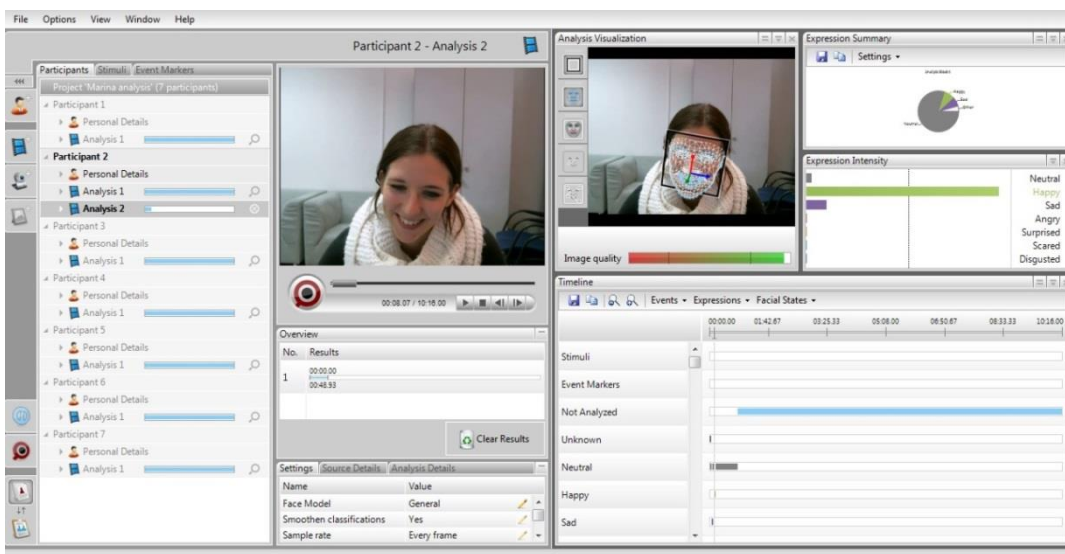 File Options View Window Help
Participant 2 - Analysis 2
Participants Stimuli Event Markers
Project 'Marina analysis' (7 participants)
Participant 1
Personal Details
Analysis 1
Participant 2
Personal Details
Analysis 1
Analysis 2
Participant 3
Personal Details
Analysis 1
Participant 4
Personal Details
Analysis 1
Participant 5
Personal Details
Analysis 1
Participant 6
Personal Details
Analysis 1
Participant 7
Personal Details
Analysis 1
00:08.07 / 10:16.00
Overview
No. Results
1
00:00.00
00:48.93
Clear Results
Settings Source Details Analysis Details
Name Value
Face Model General
Smoothen classifications Yes
Sample rate Every frame
Analysis Visualization
Image quality
Expression Summary
Settings
Happy
Neutral
Expression Intensity
Neutral
Happy
Sad
Angry
Surprised
Scared
Disgusted
Timeline
Events Expressions Facial States
00:00.00 01:42.67 03:25.33 05:08.00 06:50.67 08:33.33 10:16.00
Stimuli
Event Markers
Not Analyzed
Unknown
Neutral
Happy
Sad